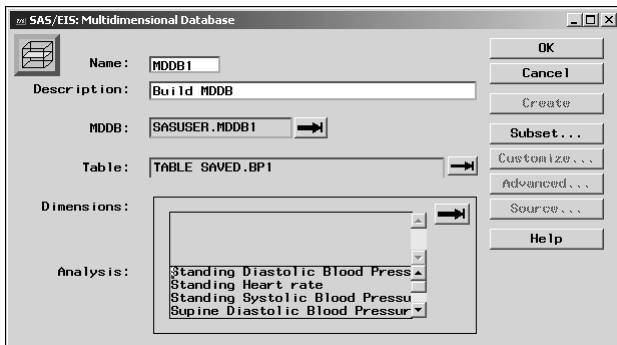 SAS/EIS: Multidimensional Database
Name: MDDB1
Description: Build MDDB
MDDB: SASUSER.MDDB1
Table: TABLE SAVED.BP1
Dimensions:
Analysis:
Standing Diastolic Blood Press
Standing Heart rate
Standing Systolic Blood Pressu
Supine Diastolic Blood Pressur
OK
Cancel
Create
Subset...
Customize...
Advanced...
Source...
Help